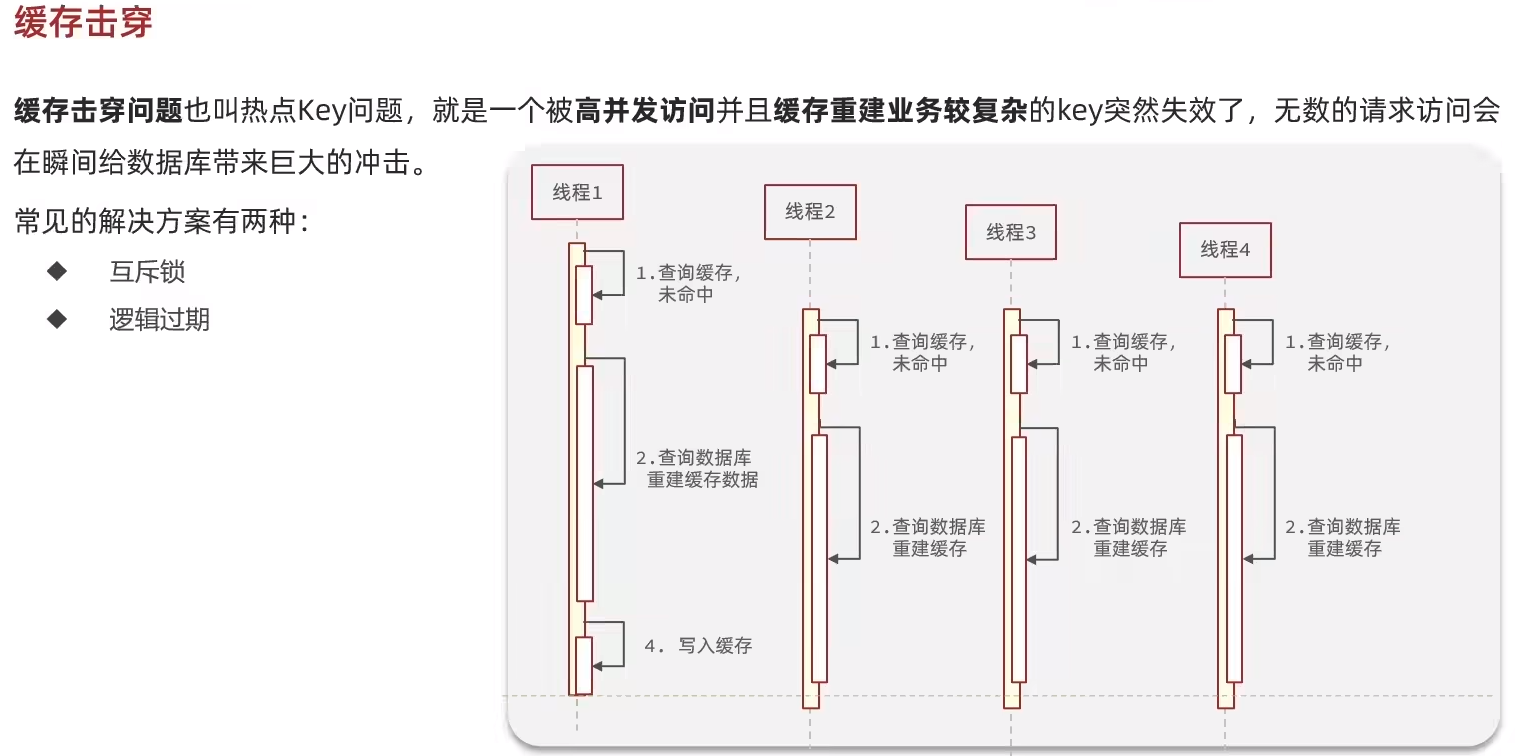 缓存击穿
缓存击穿问题也叫热点Key问题，就是一个被高并发访问并且缓存重建业务较复杂的key突然失效了，无数的请求访问会
在瞬间给数据库带来巨大的冲击。
常见的解决方案有两种：
◆ 互斥锁
◆ 逻辑过期
线程1
1.查询缓存，
未命中
2.查询数据库
重建缓存数据
4. 写入缓存
线程2
1.查询缓存，
未命中
2.查询数据库
重建缓存
线程3
1.查询缓存，
未命中
2.查询数据库
重建缓存
线程4
1.查询缓存，
未命中
2.查询数据库
重建缓存